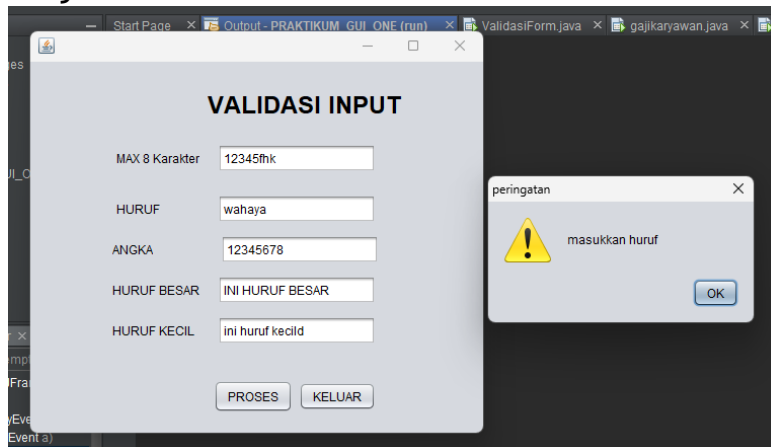 Start Page
Output - PRAKTIKUM_GUI_ONE (run)
ValidasiForm.java
gajikaryawan.java
VALIDASI INPUT
MAX 8 Karakter
12345fhk
HURUF
wahaya
ANGKA
12345678
HURUF BESAR
INI HURUF BESAR
HURUF KECIL
ini huruf kecild
PROSES
KELUAR
peringatan
masukkan huruf
OK